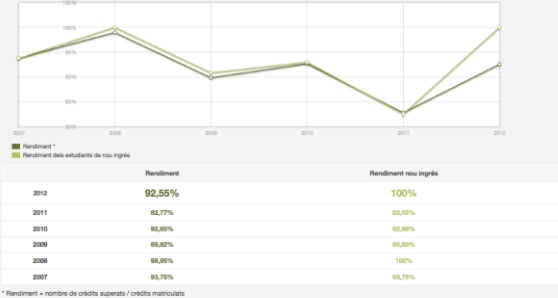 2007 2008 2009 2010 2011 2012
Rendiment *
Rendiment dels estudiants de nou ingrés
Rendiment Rendiment nou ingrés
2012 92,55% 100%
2011 82,77% 82,52%
2010 92,65% 92,98%
2009 89,82% 90,83%
2008 98,95% 100%
2007 93,75% 93,75%
* Rendiment = nombre de crèdits superats / crèdits matriculats